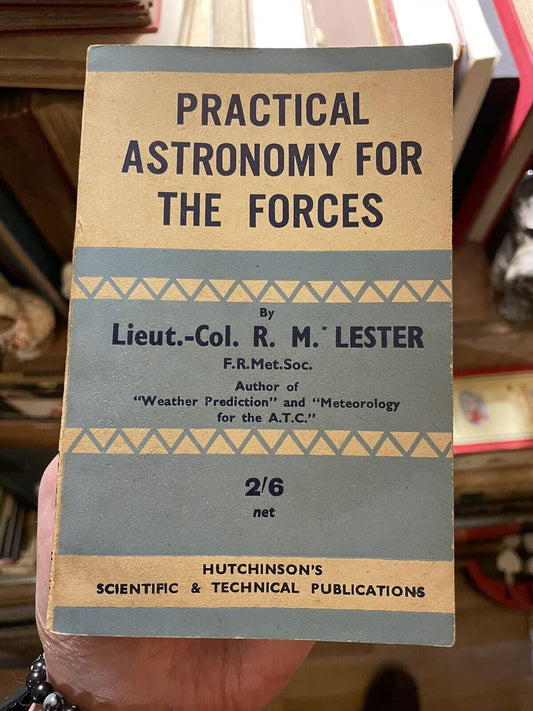 PRACTICAL
ASTRONOMY FOR
THE FORCES
By
Lieut.-Col. R. M. LESTER
F.R.Met.Soc.
Author of
"Weather Prediction" and "Meteorology
for the A.T.C."
2/6
net
HUTCHINSON'S
SCIENTIFIC & TECHNICAL PUBLICATIONS